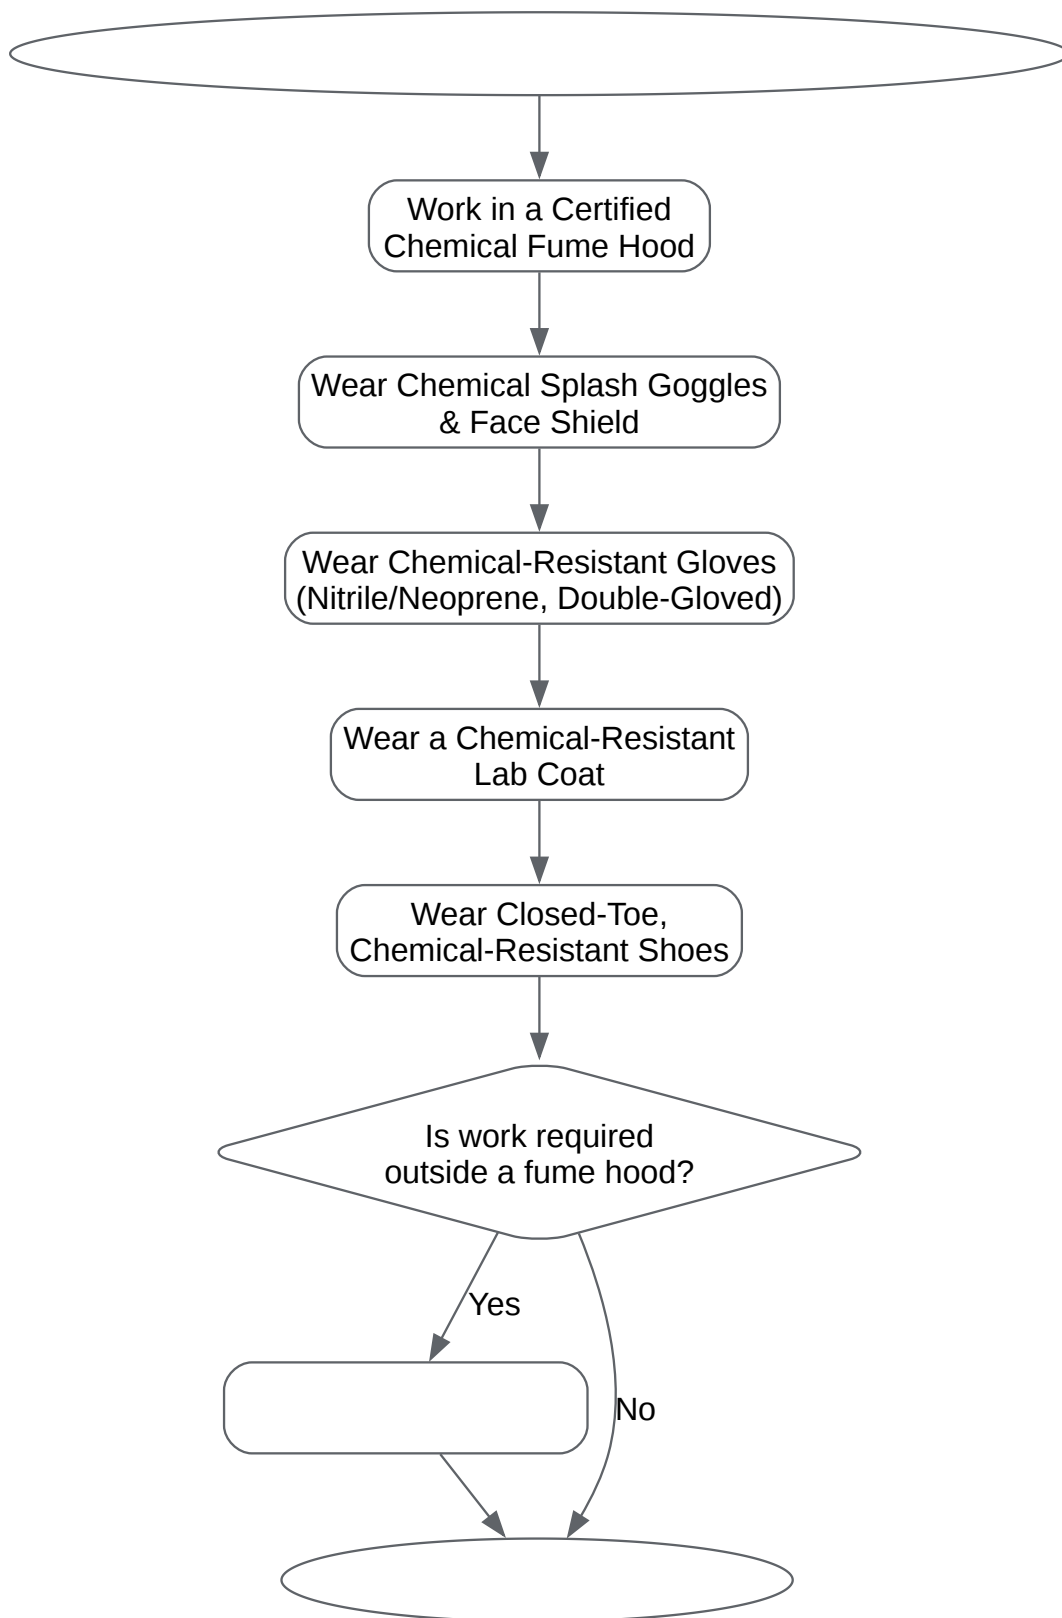 Work in a Certified
Chemical Fume Hood
Wear Chemical Splash Goggles
& Face Shield
Wear Chemical-Resistant Gloves
(Nitrile/Neoprene, Double-Gloved)
Wear a Chemical-Resistant
Lab Coat
Wear Closed-Toe,
Chemical-Resistant Shoes
Is work required
outside a fume hood?
Yes
No